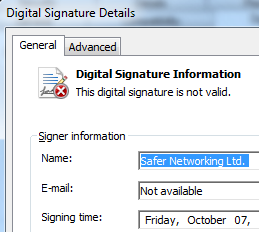 Digital Signature Details
General Advanced
Digital Signature Information
This digital signature is not valid.
Signer information
Name: Safer Networking Ltd.
E-mail: Not available
Signing time: Friday, October 07,